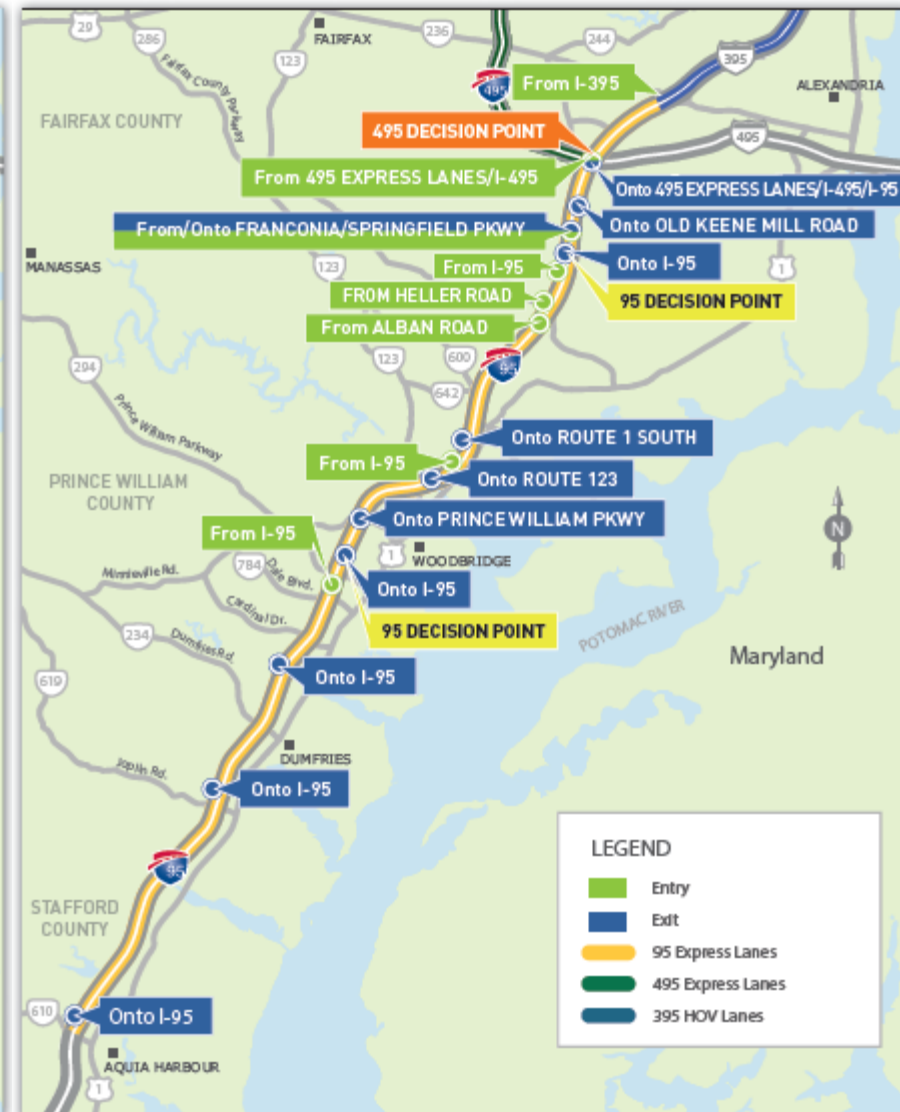 29
286
Fairfax County Parkway
123
FAIRFAX
236
244
395
ALEXANDRIA
495
From I-395
FAIRFAX COUNTY
495 DECISION POINT
495
From 495 EXPRESS LANES/I-495
Onto 495 EXPRESS LANES/I-495/I-95
From/Onto FRANCONIA/SPRINGFIELD PKWY
Onto OLD KEENE MILL ROAD
MANASSAS
123
From I-95
Onto I-95
1
FROM HELLER ROAD
95 DECISION POINT
From ALBAN ROAD
123
600
95
294
642
Prince William Parkway
Onto ROUTE 1 SOUTH
From I-95
Onto ROUTE 123
PRINCE WILLIAM
COUNTY
Onto PRINCE WILLIAM PKWY
From I-95
1
WOODBRIDGE
784
Dale Blvd.
Minnieville Rd.
Onto I-95
Cardinal Dr.
95 DECISION POINT
POTOMAC RIVER
N
234
Dumfries Rd.
Maryland
619
Onto I-95
DUMFRIES
Joplin Rd.
Onto I-95
95
STAFFORD
COUNTY
610
Onto I-95
AQUIA HARBOUR
1
LEGEND
Entry
Exit
95 Express Lanes
495 Express Lanes
395 HOV Lanes